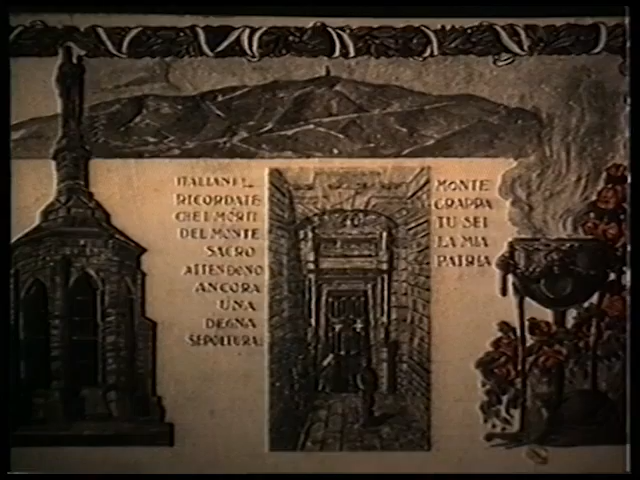 ITALIANI!..
RICORDATE
CHE I MORTI
DEL MONTE
SACRO
ATTENDONO
ANCORA
UNA
DEGNA
SEPOLTURA.
MONTE
GRAPPA
TU SEI
LA MIA
PATRIA